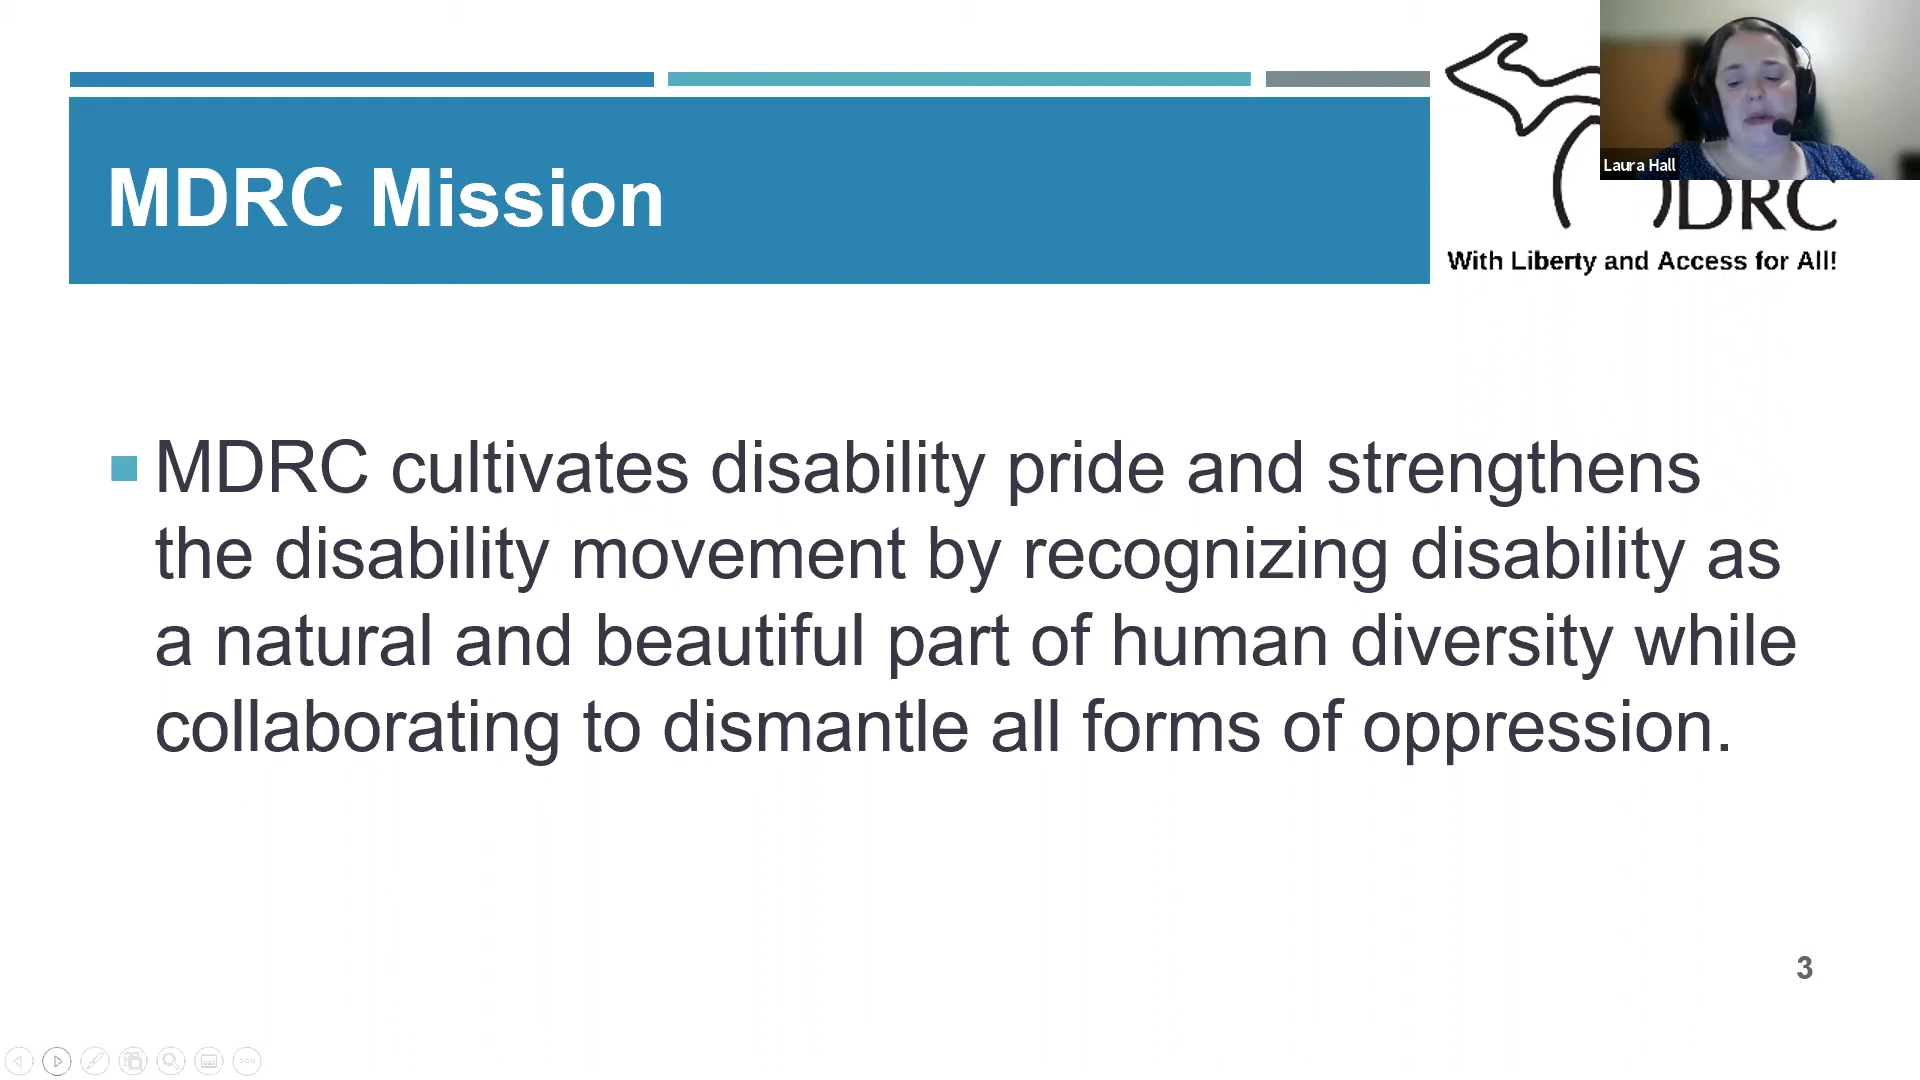 MDRC Mission
Laura Hall
DRC
With Liberty and Access for All!
MDRC cultivates disability pride and strengthens
the disability movement by recognizing disability as
a natural and beautiful part of human diversity while
collaborating to dismantle all forms of oppression.
3